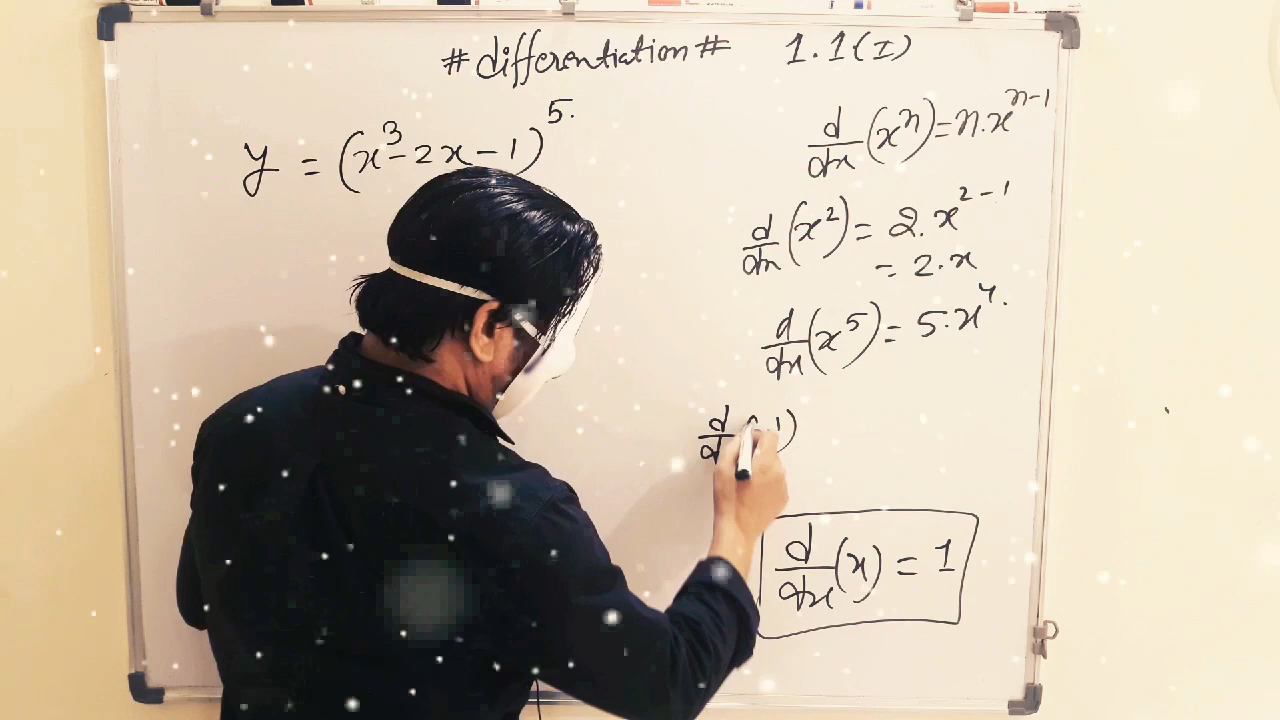 #differentiation# 1.1(I)
y = (x³-2x-1)⁵.
d/dx (xⁿ)=n.xⁿ⁻¹
d/dx (x²) = 2.x²⁻¹
= 2.x
d/dx (x⁵) = 5.x⁴.
d/d 1)
d/dx (x) = 1